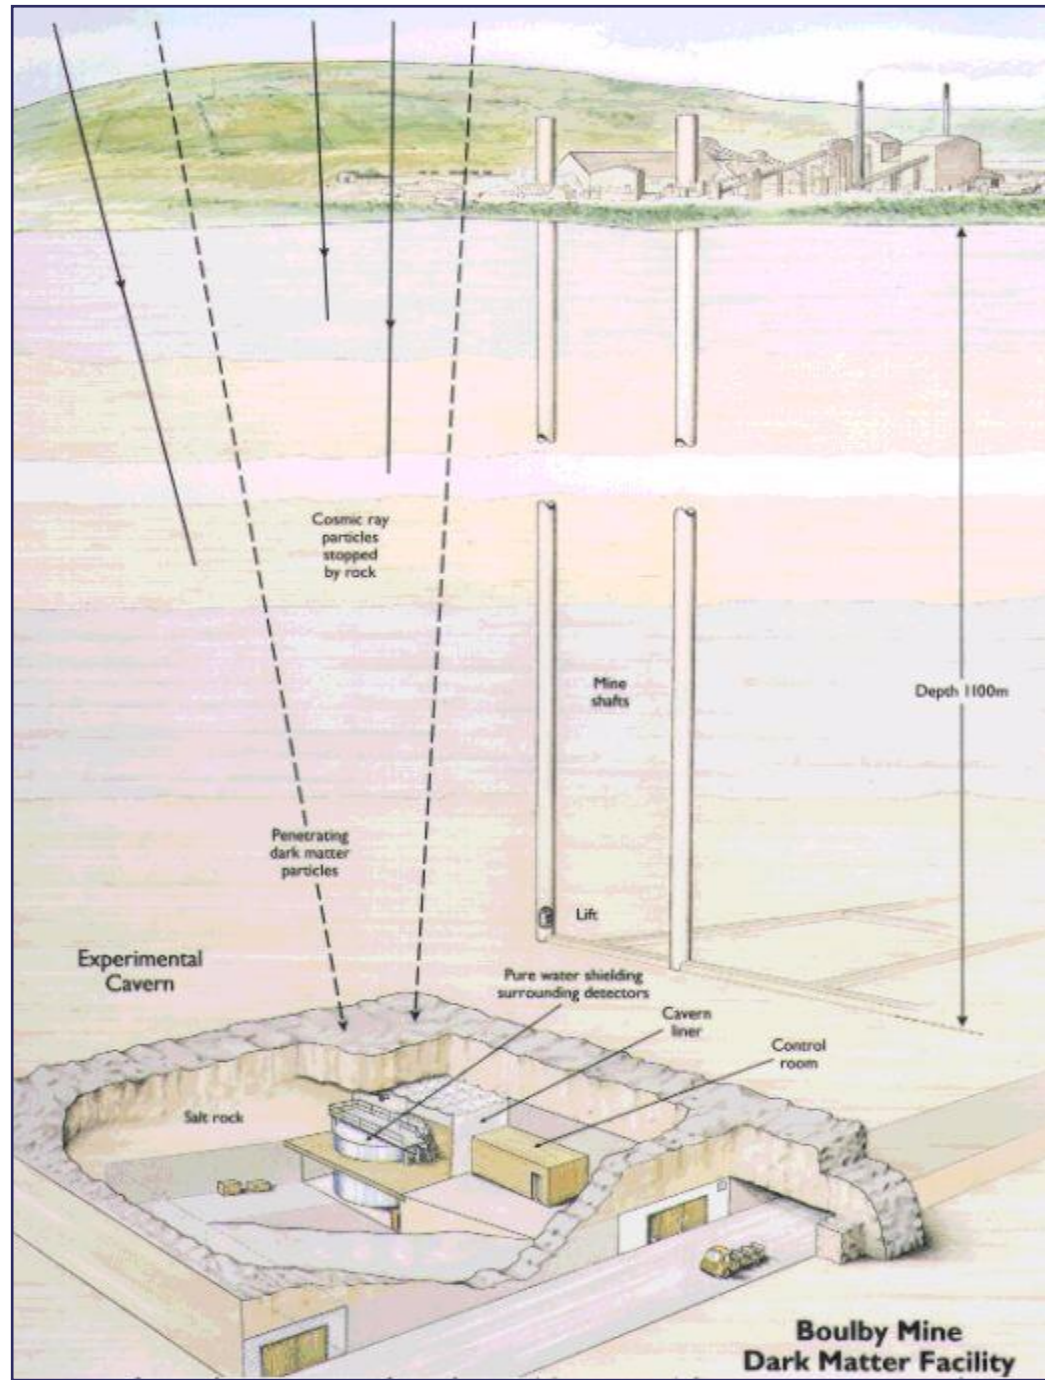 Cosmic ray
particles
stopped
by rock
Mine
shafts
Depth 1100m
Penetrating
dark matter
particles
Lift
Experimental
Cavern
Pure water shielding
surrounding detectors
Cavern
liner
Control
room
Salt rock
Boulby Mine
Dark Matter Facility